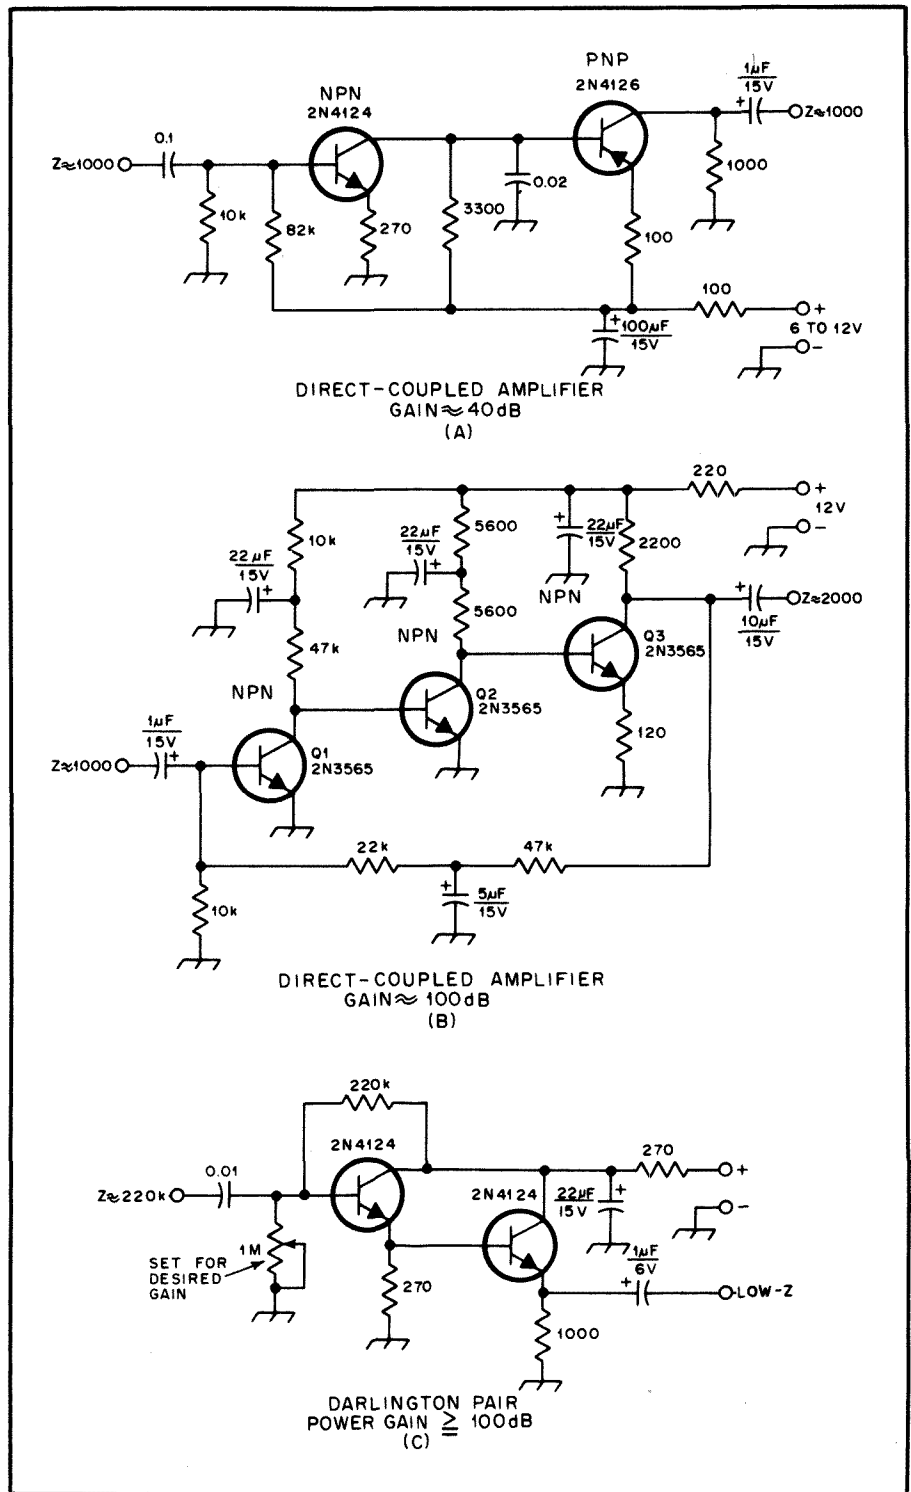 PNP
2N4126
1µF
15V
+
Z≈1000
NPN
2N4124
0.1
Z≈1000
10k
82k
270
3300
0.02
1000
100
100
+
6 TO 12V
-
+
100µF
15V
DIRECT-COUPLED AMPLIFIER
GAIN≈40dB
(A)
220
+
12V
-
10k
5600
+
22µF
15V
2200
22µF
15V
+
22µF
15V
+
5600
NPN
+
Z≈2000
10µF
15V
47k
NPN
Q3
2N3565
NPN
Q2
2N3565
120
1µF
15V
+
Z≈1000
Q1
2N3565
22k
47k
10k
+
5µF
15V
DIRECT-COUPLED AMPLIFIER
GAIN≈100dB
(B)
220k
2N4124
270
+
0.01
Z≈220k
2N4124
22µF
15V
+
-
1M
SET FOR
DESIRED
GAIN
270
1µF
6V
+
LOW-Z
1000
DARLINGTON PAIR
POWER GAIN ≧ 100dB
(C)